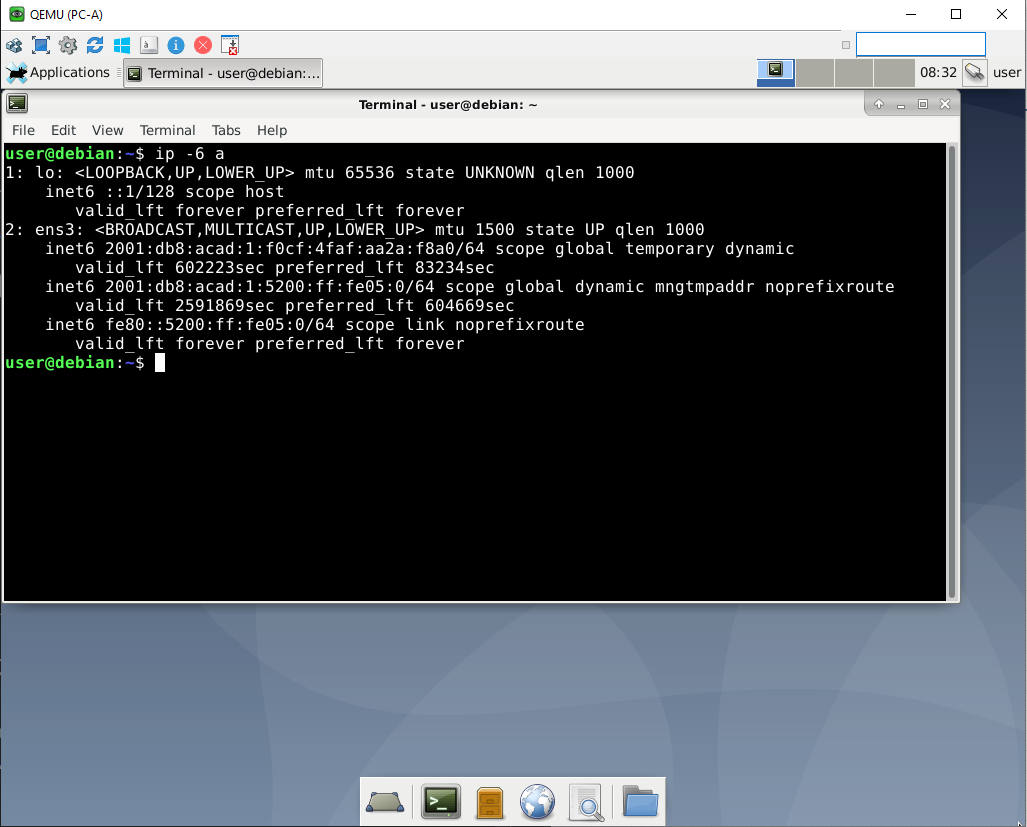 QEMU (PC-A)
Applications
Terminal - user@debian:...
08:32
user
Terminal - user@debian: ~
File Edit View Terminal Tabs Help
user@debian:~$ ip -6 a
1: lo: <LOOPBACK,UP,LOWER_UP> mtu 65536 state UNKNOWN qlen 1000
    inet6 ::1/128 scope host
       valid_lft forever preferred_lft forever
2: ens3: <BROADCAST,MULTICAST,UP,LOWER_UP> mtu 1500 state UP qlen 1000
    inet6 2001:db8:acad:1:f0cf:4faf:aa2a:f8a0/64 scope global temporary dynamic
       valid_lft 602223sec preferred_lft 83234sec
    inet6 2001:db8:acad:1:5200:ff:fe05:0/64 scope global dynamic mngtmpaddr noprefixroute
       valid_lft 2591869sec preferred_lft 604669sec
    inet6 fe80::5200:ff:fe05:0/64 scope link noprefixroute
       valid_lft forever preferred_lft forever
user@debian:~$